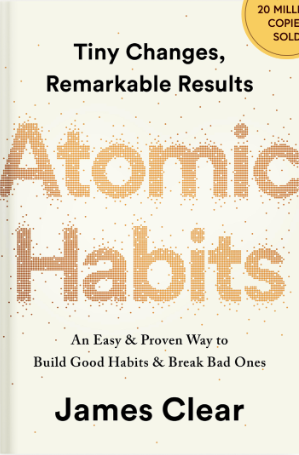 20 MILLI
COPIE
SOLD
Tiny Changes,
Remarkable Results
Atomic
Habits
An Easy & Proven Way to
Build Good Habits & Break Bad Ones
James Clear